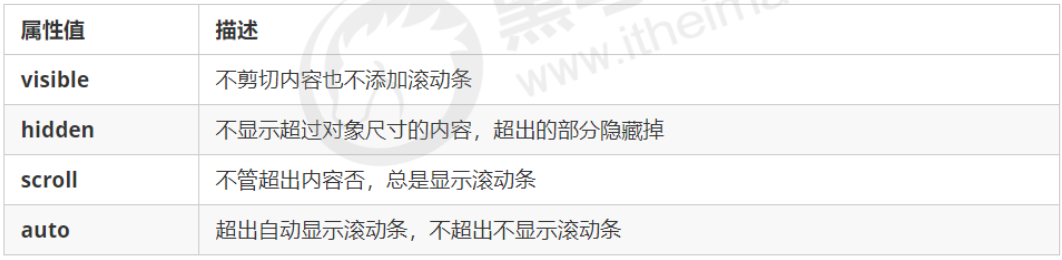 属性值 描述
visible 不剪切内容也不添加滚动条
hidden 不显示超过对象尺寸的内容，超出的部分隐藏掉
scroll 不管超出内容否，总是显示滚动条
auto 超出自动显示滚动条，不超出不显示滚动条
www.itheima